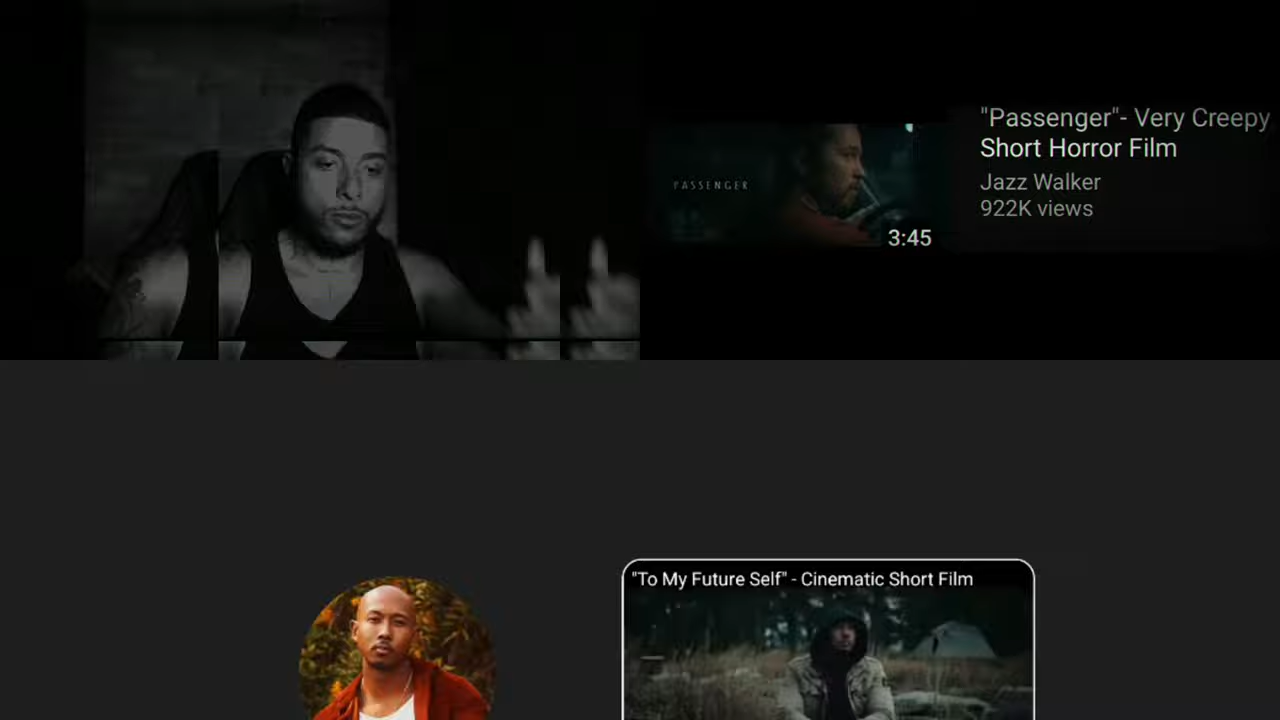 "Passenger"- Very Creepy
Short Horror Film
Jazz Walker
922K views
PASSENGER
3:45
"To My Future Self" - Cinematic Short Film